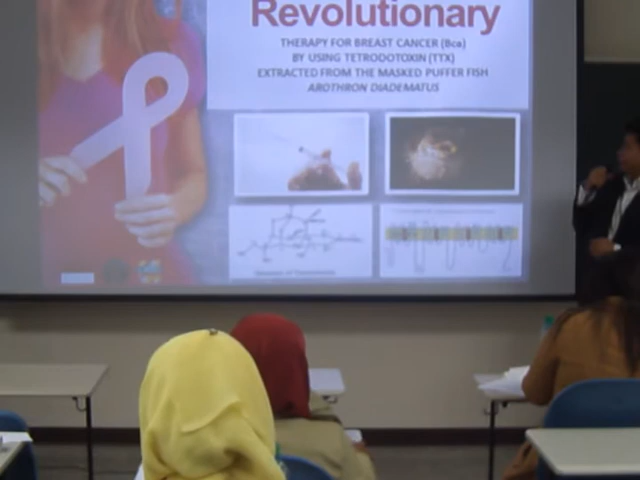 Revolutionary
THERAPY FOR BREAST CANCER (Bca)
BY USING TETRODOTOXIN (TTX)
EXTRACTED FROM THE MASKED PUFFER FISH
AROTHRON DIADEMATUS